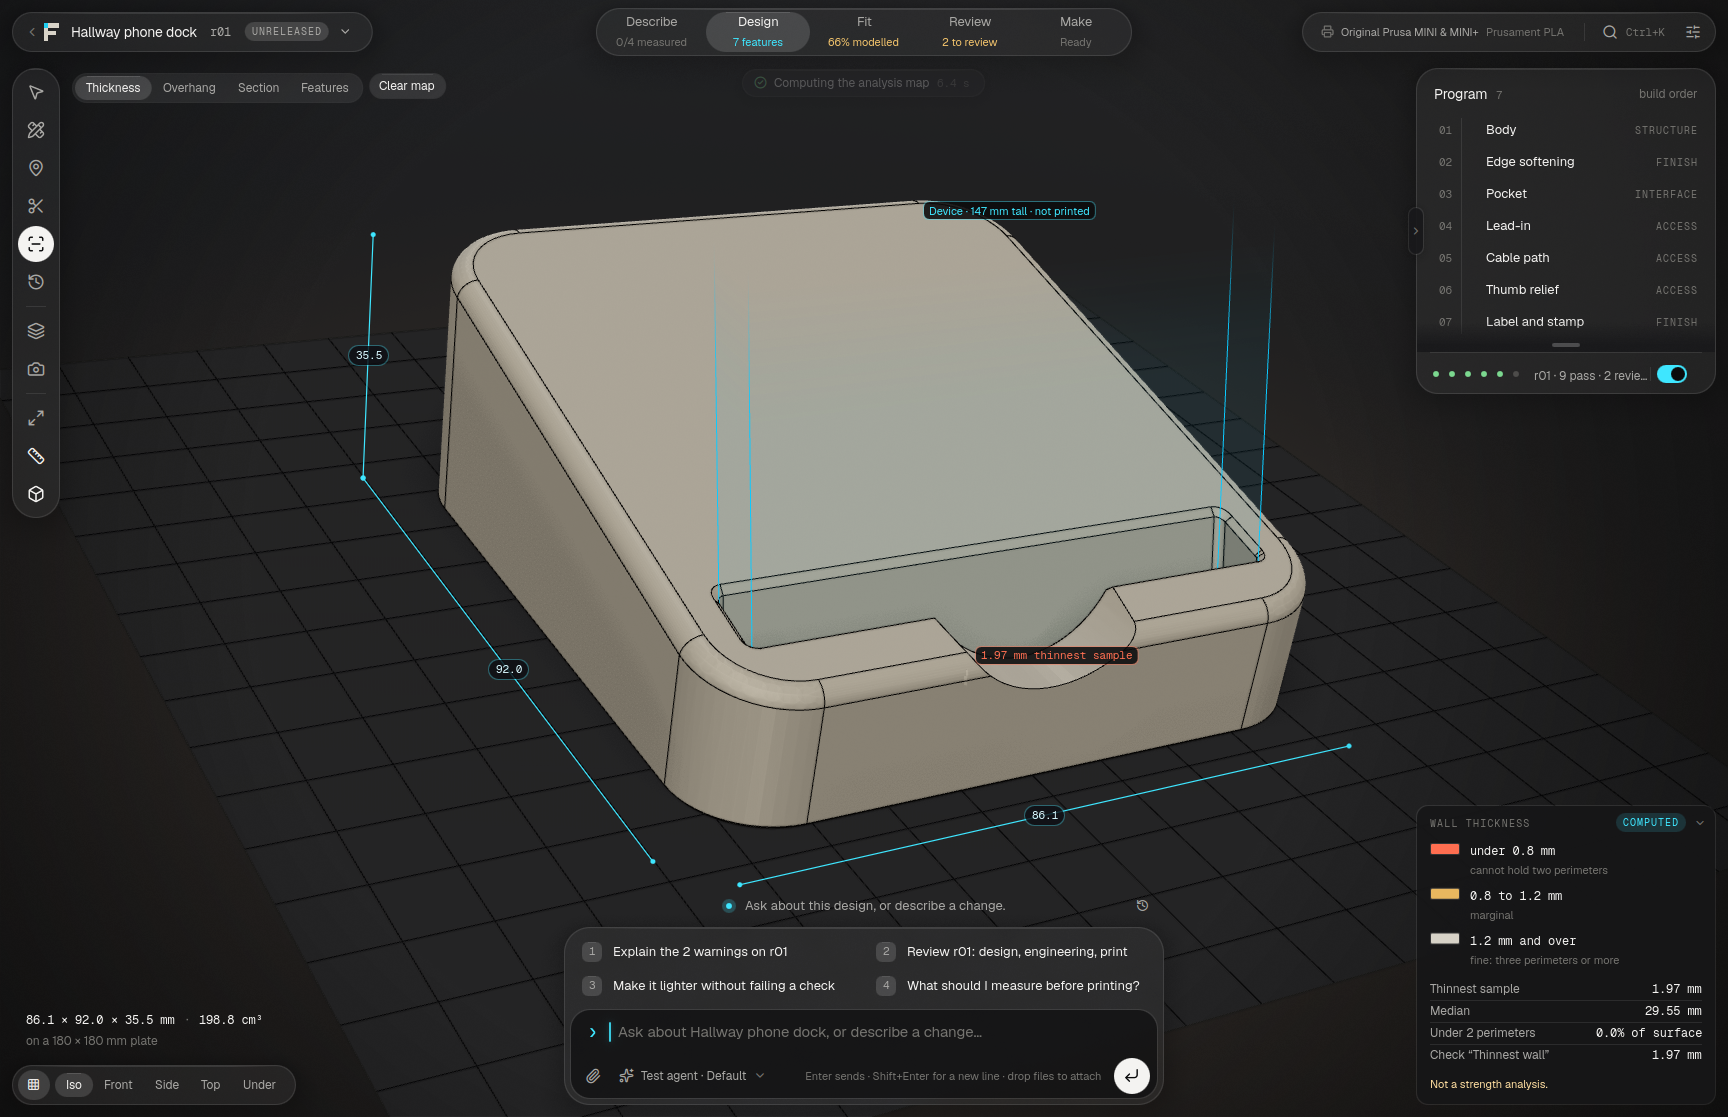 Hallway phone dock r01 UNRELEASED
Describe
0/4 measured
Design
7 features
Fit
66% modelled
Review
2 to review
Make
Ready
Original Prusa MINI & MINI+ Prusament PLA
Ctrl+K
Thickness Overhang Section Features Clear map
Computing the analysis map 6.4 s
Program 7 build order
01 Body STRUCTURE
02 Edge softening FINISH
03 Pocket INTERFACE
04 Lead-in ACCESS
05 Cable path ACCESS
06 Thumb relief ACCESS
07 Label and stamp FINISH
r01 · 9 pass · 2 revie...
Device · 147 mm tall · not printed
35.5
1.97 mm thinnest sample
92.0
86.1
Ask about this design, or describe a change.
1 Explain the 2 warnings on r01
2 Review r01: design, engineering, print
3 Make it lighter without failing a check
4 What should I measure before printing?
Ask about Hallway phone dock, or describe a change...
Test agent · Default
Enter sends · Shift+Enter for a new line · drop files to attach
WALL THICKNESS COMPUTED
under 0.8 mm
cannot hold two perimeters
0.8 to 1.2 mm
marginal
1.2 mm and over
fine: three perimeters or more
Thinnest sample 1.97 mm
Median 29.55 mm
Under 2 perimeters 0.0% of surface
Check “Thinnest wall” 1.97 mm
Not a strength analysis.
86.1 × 92.0 × 35.5 mm · 198.8 cm³
on a 180 × 180 mm plate
Iso Front Side Top Under